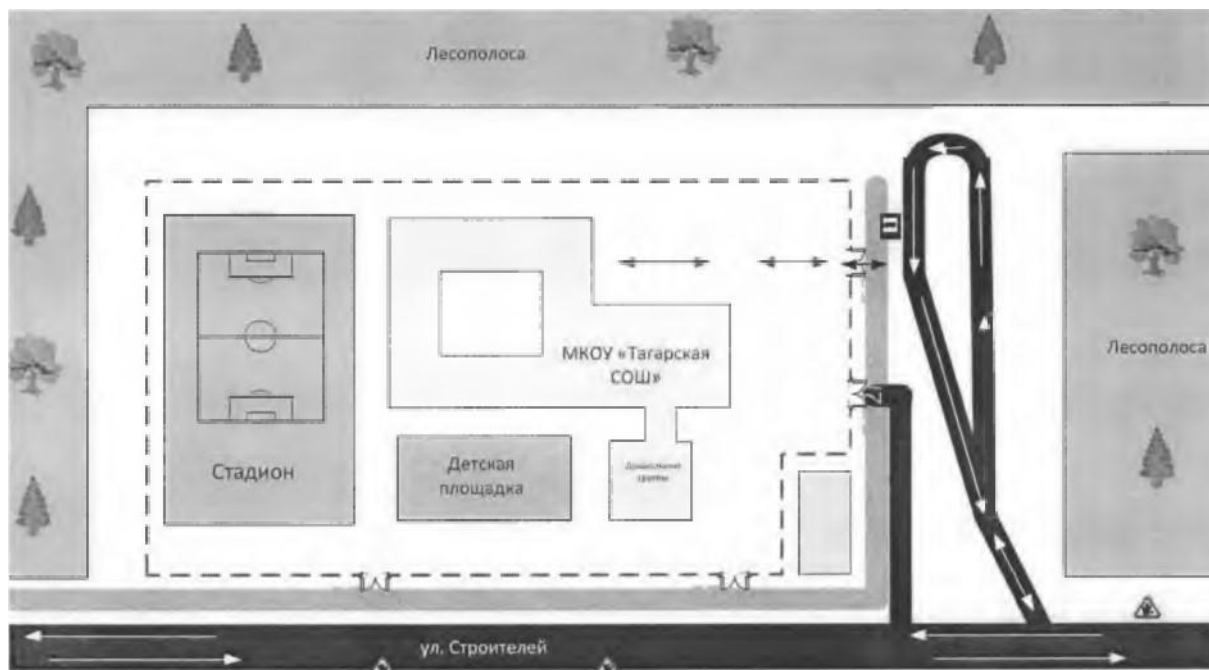 Лесополоса
МКОУ «Тагарская
СОШ»
Лесополоса
Детская
площадка
Стадион
ул. Строителей